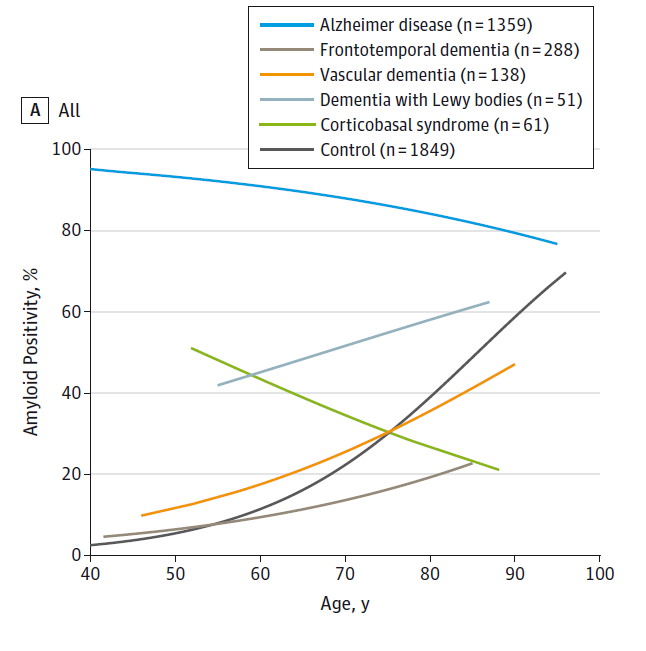 Alzheimer disease (n=1359)
Frontotemporal dementia (n=288)
Vascular dementia (n=138)
Dementia with Lewy bodies (n=51)
Corticobasal syndrome (n=61)
Control (n=1849)
A All
100
80
60
40
20
0
Amyloid Positivity, %
40 50 60 70 80 90 100
Age, y